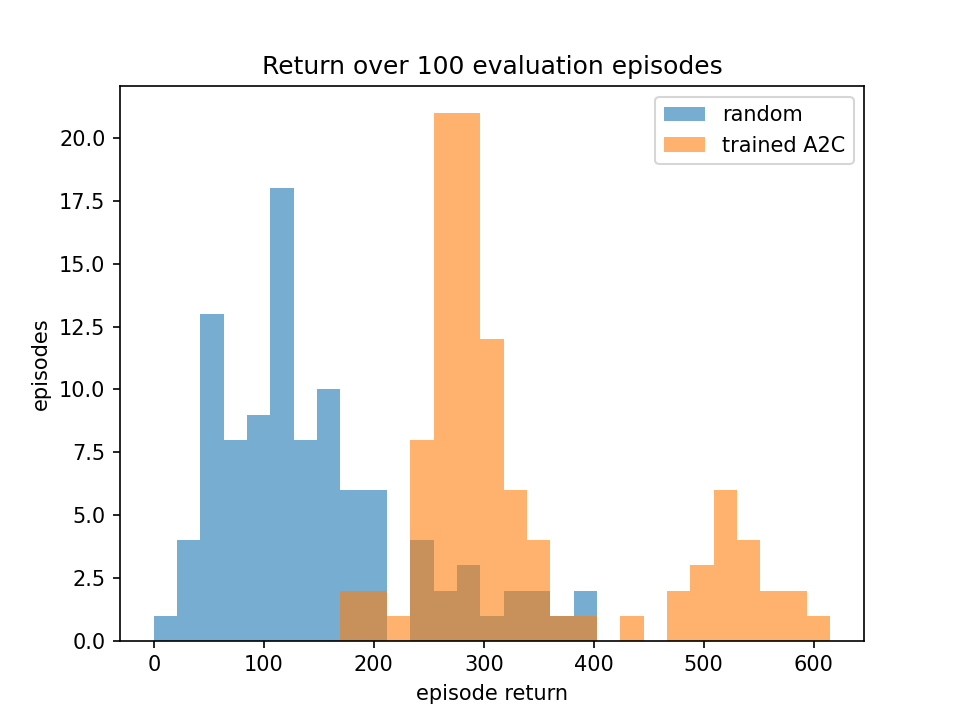 Return over 100 evaluation episodes
random
trained A2C
20.0
17.5
15.0
12.5
10.0
7.5
5.0
2.5
0.0
episodes
0 100 200 300 400 500 600
episode return